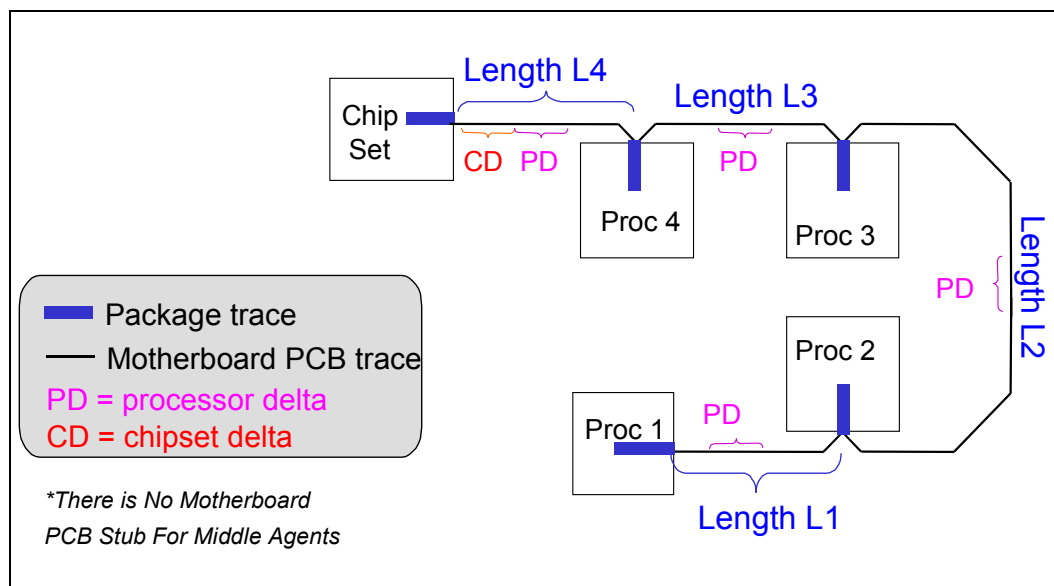 Length L4
Length L3
Chip
Set
CD
PD
PD
Proc 4
Proc 3
Length L2
PD
Package trace
Motherboard PCB trace
PD = processor delta
CD = chipset delta
Proc 2
Proc 1
PD
Length L1
*There is No Motherboard
PCB Stub For Middle Agents